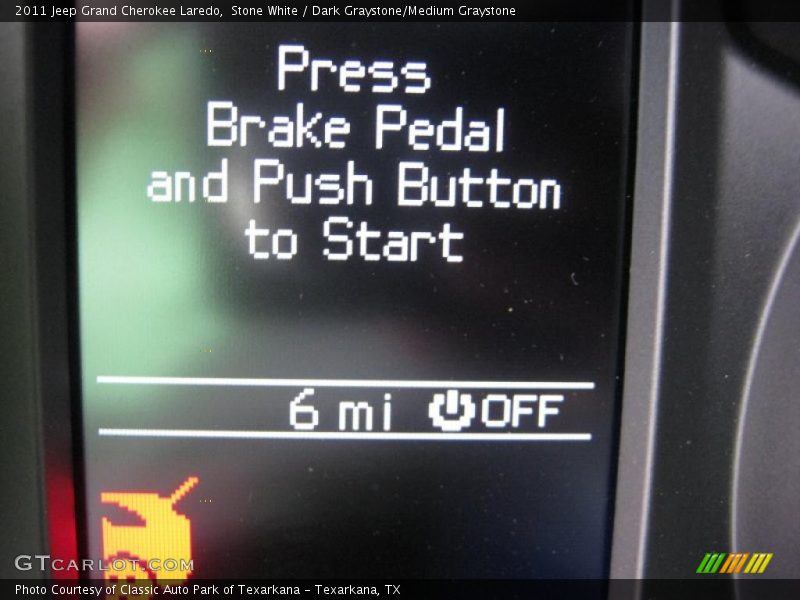 2011 Jeep Grand Cherokee Laredo, Stone White / Dark Graystone/Medium Graystone
Press
Brake Pedal
and Push Button
to Start
6 mi OFF
GTcarlot.com
Photo Courtesy of Classic Auto Park of Texarkana - Texarkana, TX